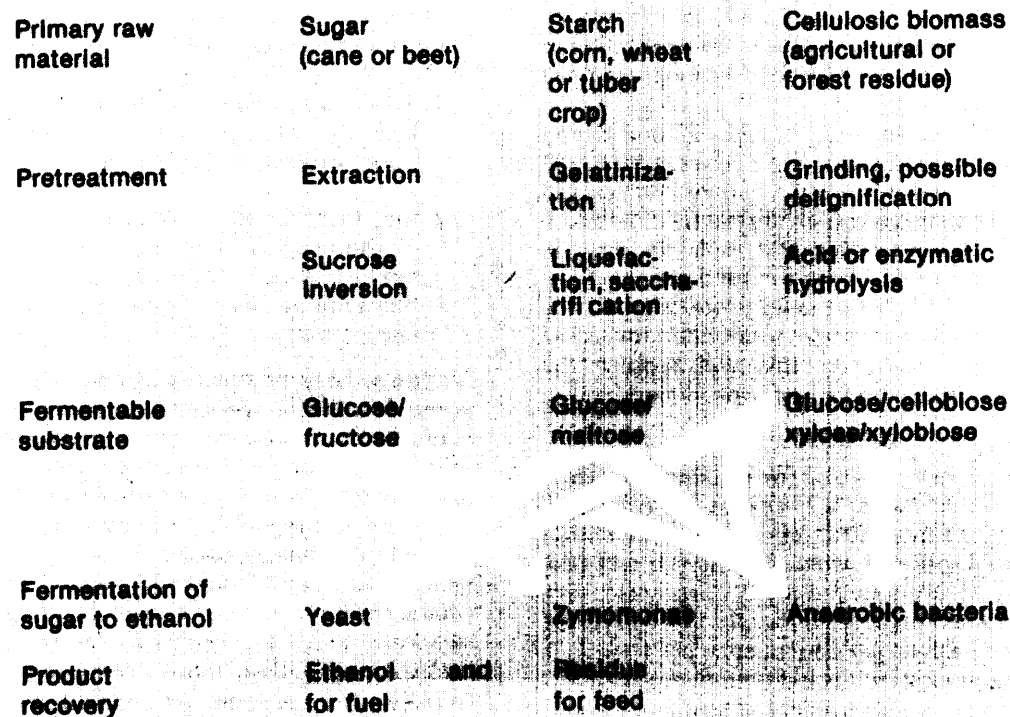 Primary raw
material
Sugar
(cane or beet)
Starch
(corn, wheat
or tuber
crop)
Cellulosic biomass
(agricultural or
forest residue)
Pretreatment
Extraction
Gelatiniza-
tion
Grinding, possible
delignification
Sucrose
inversion
Liquefac-
tion, saccha-
rifi cation
Acid or enzymatic
hydrolysis
Fermentable
substrate
Glucose/
fructose
Glucose/
maltose
Glucose/cellobiose
xylose/xylobiose
Fermentation of
sugar to ethanol
Yeast
Zymomonas
Anaerobic bacteria
Product
recovery
Ethanol and
for fuel
Residue
for feed